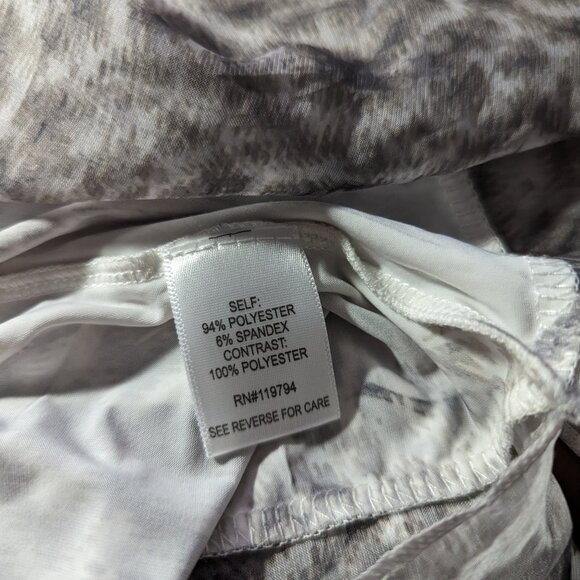 SELF:
94% POLYESTER
6% SPANDEX
CONTRAST:
100% POLYESTER
RN#119794
SEE REVERSE FOR CARE